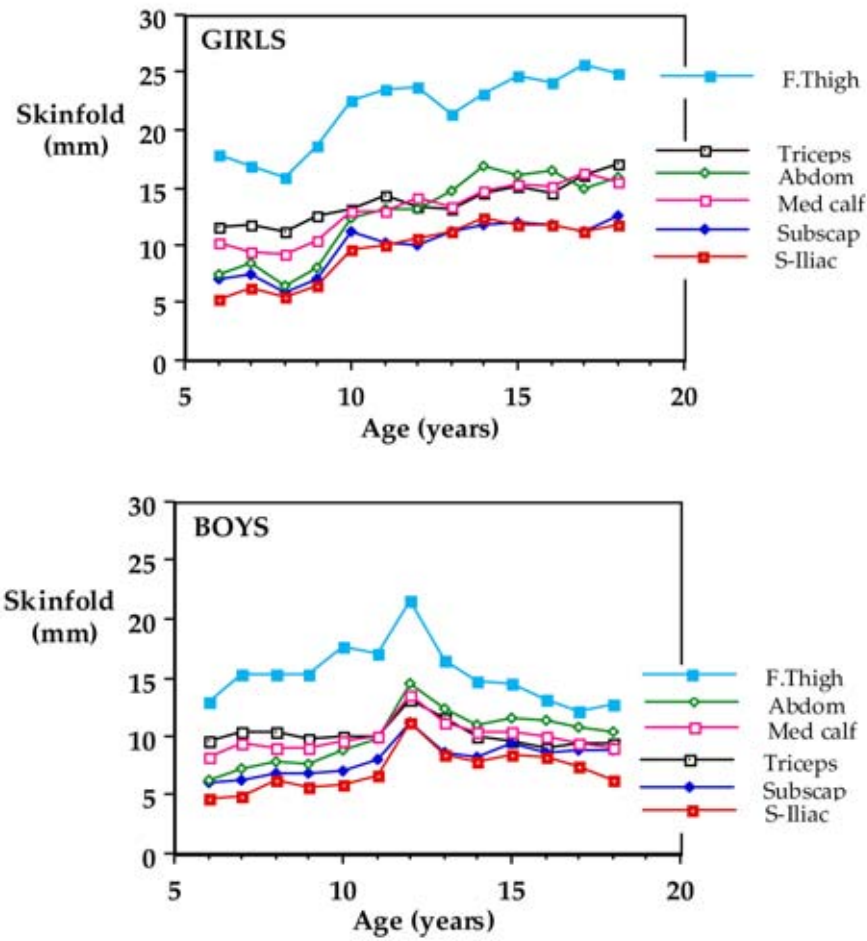 GIRLS
30
25
20
15
10
5
0
Skinfold
(mm)
5
10
15
20
Age (years)
F.Thigh
Triceps
Abdom
Med calf
Subscap
S-Iliac
BOYS
30
25
20
15
10
5
0
Skinfold
(mm)
5
10
15
20
Age (years)
F.Thigh
Abdom
Med calf
Triceps
Subscap
S-Iliac